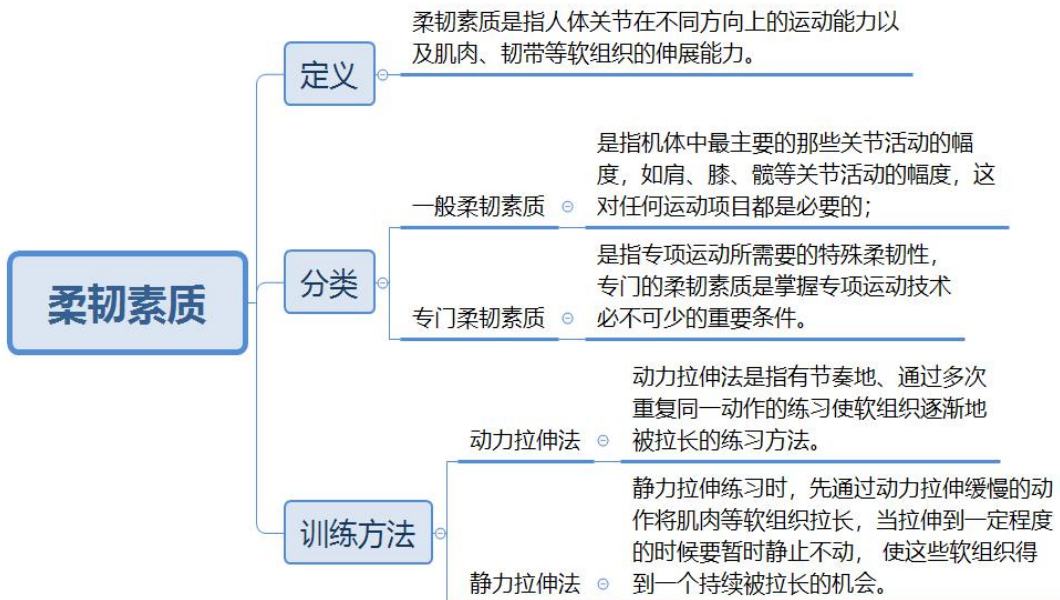 柔韧素质
定义
柔韧素质是指人体关节在不同方向上的运动能力以
及肌肉、韧带等软组织的伸展能力。
分类
一般柔韧素质
是指机体中最主要的那些关节活动的幅
度，如肩、膝、髋等关节活动的幅度，这
对任何运动项目都是必要的；
专门柔韧素质
是指专项运动所需要的特殊柔韧性，
专门的柔韧素质是掌握专项运动技术
必不可少的重要条件。
训练方法
动力拉伸法
动力拉伸法是指有节奏地、通过多次
重复同一动作的练习使软组织逐渐地
被拉长的练习方法。
静力拉伸法
静力拉伸练习时，先通过动力拉伸缓慢的动
作将肌肉等软组织拉长，当拉伸到一定程度
的时候要暂时静止不动， 使这些软组织得
到一个持续被拉长的机会。